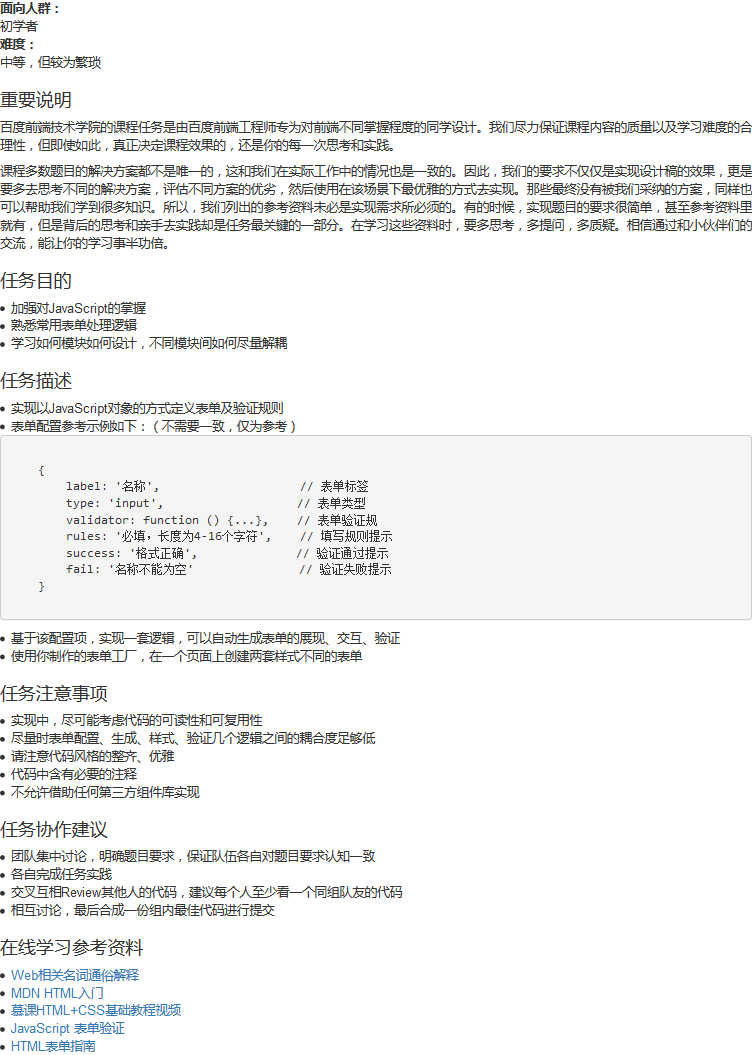 面向人群：
初学者
难度：
中等，但较为繁琐
重要说明
百度前端技术学院的课程任务是由百度前端工程师专为对前端不同掌握程度的同学设计。我们尽力保证课程内容的质量以及学习难度的合
理性，但即使如此，真正决定课程效果的，还是你的每一次思考和实践。
课程多数题目的解决方案都不是唯一的，这和我们在实际工作中的情况也是一致的。因此，我们的要求不仅仅是实现设计稿的效果，更是
要多去思考不同的解决方案，评估不同方案的优劣，然后使用在该场景下最优雅的方式去实现。那些最终没有被我们采纳的方案，同样也
可以帮助我们学到很多知识。所以，我们列出的参考资料未必是实现需求所必须的。有的时候，实现题目的要求很简单，甚至参考资料里
就有，但是背后的思考和亲手去实践却是任务最关键的一部分。在学习这些资料时，要多思考，多提问，多质疑。相信通过和小伙伴们的
交流，能让你的学习事半功倍。
任务目的
• 加强对JavaScript的掌握
• 熟悉常用表单处理逻辑
• 学习如何模块如何设计，不同模块间如何尽量解耦
任务描述
• 实现以JavaScript对象的方式定义表单及验证规则
• 表单配置参考示例如下：（不需要一致，仅为参考）
{
label: '名称', // 表单标签
type: 'input', // 表单类型
validator: function () {...}, // 表单验证规
rules: '必填，长度为4-16个字符', // 填写规则提示
success: '格式正确', // 验证通过提示
fail: '名称不能为空' // 验证失败提示
}
• 基于该配置项，实现一套逻辑，可以自动生成表单的展现、交互、验证
• 使用你制作的表单工厂，在一个页面上创建两套样式不同的表单
任务注意事项
• 实现中，尽可能考虑代码的可读性和可复用性
• 尽量时表单配置、生成、样式、验证几个逻辑之间的耦合度足够低
• 请注意代码风格的整齐、优雅
• 代码中含有必要的注释
• 不允许借助任何第三方组件库实现
任务协作建议
• 团队集中讨论，明确题目要求，保证队伍各自对题目要求认知一致
• 各自完成任务实践
• 交叉互相Review其他人的代码，建议每个人至少看一个同组队友的代码
• 相互讨论，最后合成一份组内最佳代码进行提交
在线学习参考资料
• Web相关名词通俗解释
• MDN HTML入门
• 慕课HTML+CSS基础教程视频
• JavaScript 表单验证
• HTML表单指南